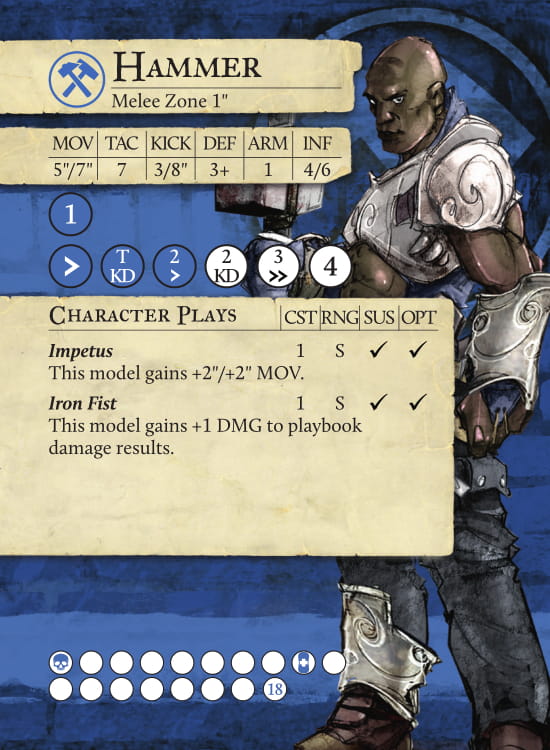 Hammer
Melee Zone 1"
MOV TAC KICK DEF ARM INF
5"/7" 7 3/8" 3+ 1 4/6
1
> T KD 2 > 2 KD 3 >> 4
Character Plays CST RNG SUS OPT
Impetus 1 S ✓ ✓
This model gains +2"/+2" MOV.
Iron Fist 1 S ✓ ✓
This model gains +1 DMG to playbook
damage results.
18